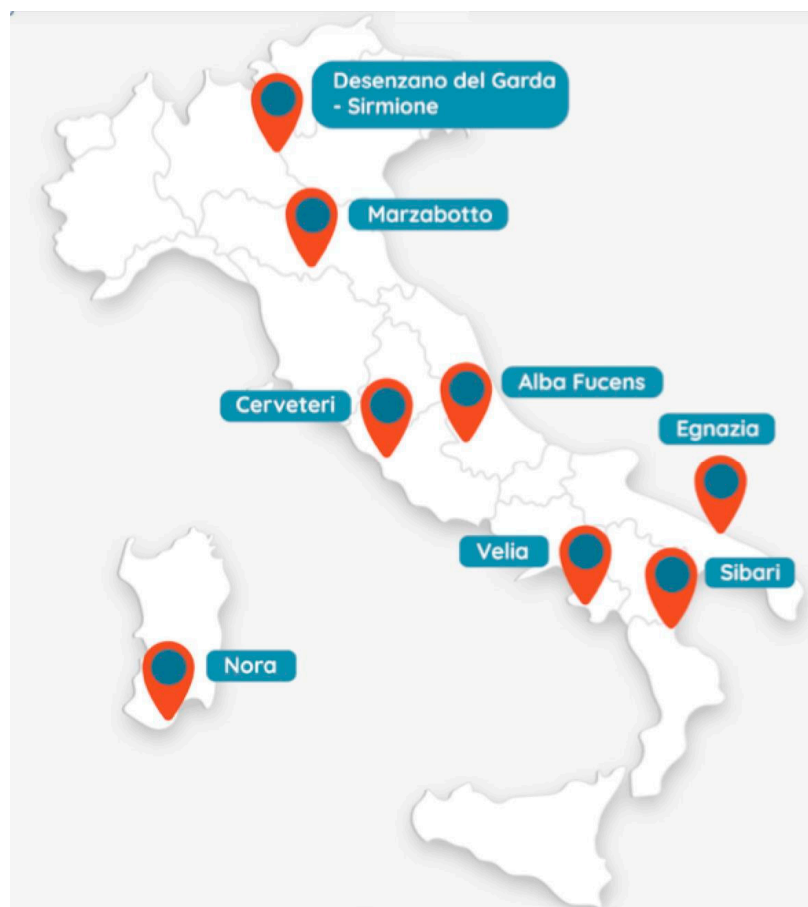 Desenzano del Garda
- Sirmione
Marzabotto
Alba Fucens
Cerveteri
Egnazia
Velia
Sibari
Nora